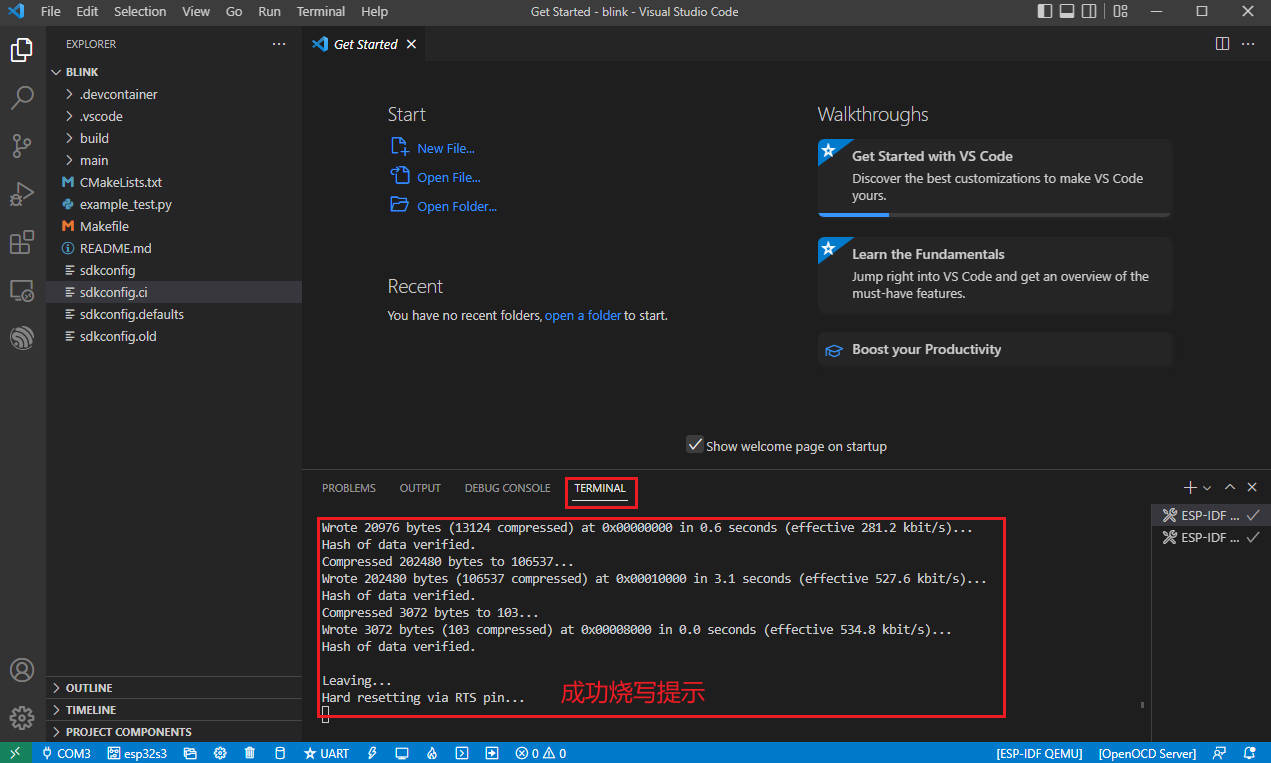 File Edit Selection View Go Run Terminal Help
Get Started - blink - Visual Studio Code
EXPLORER
BLINK
.devcontainer
.vscode
build
main
CMakeLists.txt
example_test.py
Makefile
README.md
sdkconfig
sdkconfig.ci
sdkconfig.defaults
sdkconfig.old
OUTLINE
TIMELINE
PROJECT COMPONENTS
Get Started
Start
New File...
Open File...
Open Folder...
Recent
You have no recent folders, open a folder to start.
Walkthroughs
Get Started with VS Code
Discover the best customizations to make VS Code
yours.
Learn the Fundamentals
Jump right into VS Code and get an overview of the
must-have features.
Boost your Productivity
Show welcome page on startup
PROBLEMS OUTPUT DEBUG CONSOLE TERMINAL
Wrote 20976 bytes (13124 compressed) at 0x00000000 in 0.6 seconds (effective 281.2 kbit/s)...
Hash of data verified.
Compressed 202480 bytes to 106537...
Wrote 202480 bytes (106537 compressed) at 0x00010000 in 3.1 seconds (effective 527.6 kbit/s)...
Hash of data verified.
Compressed 3072 bytes to 103...
Wrote 3072 bytes (103 compressed) at 0x00008000 in 0.0 seconds (effective 534.8 kbit/s)...
Hash of data verified.
Leaving...
Hard resetting via RTS pin...
成功烧写提示
ESP-IDF ...
ESP-IDF ...
COM3 esp32s3 UART 0 0 [ESP-IDF QEMU] [OpenOCD Server]